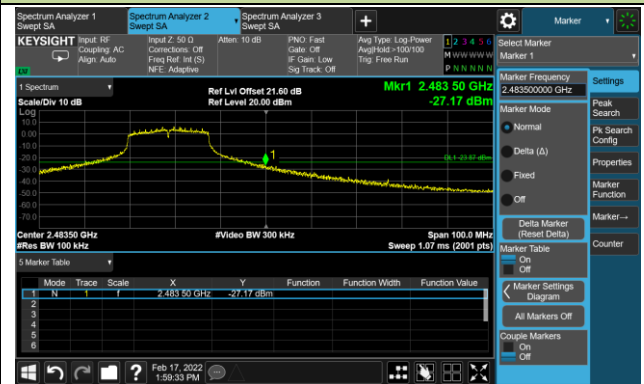 Spectrum Analyzer 1
Swept SA
Spectrum Analyzer 2
Swept SA
Spectrum Analyzer 3
Swept SA
+
Marker
KEYSIGHT
Input: RF
Coupling: AC
Align: Auto
Input Z: 50 Ω
Corrections: Off
Freq Ref: Int (S)
NFE: Adaptive
Atten: 10 dB
PNO: Fast
Gate: Off
IF Gain: Low
Sig Track: Off
Avg Type: Log-Power
Avg|Hold:>100/100
Trig: Free Run
1 2 3 4 5 6
M W W W W W
P N N N N N
LXI
1 Spectrum
Scale/Div 10 dB
Ref Lvl Offset 21.60 dB
Ref Level 20.00 dBm
Mkr1 2.483 50 GHz
-27.17 dBm
Log
10.0
0.00
-10.0
-20.0
-30.0
-40.0
-50.0
-60.0
-70.0
1
DL1 -23.87 dBm
Center 2.48350 GHz
#Res BW 100 kHz
#Video BW 300 kHz
Span 100.0 MHz
Sweep 1.07 ms (2001 pts)
5 Marker Table
Mode Trace Scale X Y Function Function Width Function Value
1 N 1 f 2.483 50 GHz -27.17 dBm
2
3
4
5
6
Feb 17, 2022
1:59:33 PM
?
Select Marker
Marker 1
Marker Frequency
2.483500000 GHz
Marker Mode
Normal
Delta (Δ)
Fixed
Off
Delta Marker
(Reset Delta)
Marker Table
On
Off
Marker Settings
Diagram
All Markers Off
Couple Markers
On
Off
Settings
Peak
Search
Pk Search
Config
Properties
Marker
Function
Marker→
Counter